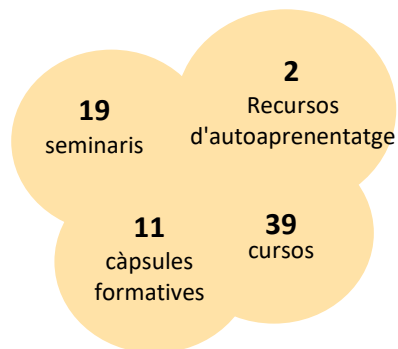 19
seminaris
2
Recursos
d'autoaprenentatge
11
càpsules
formatives
39
cursos